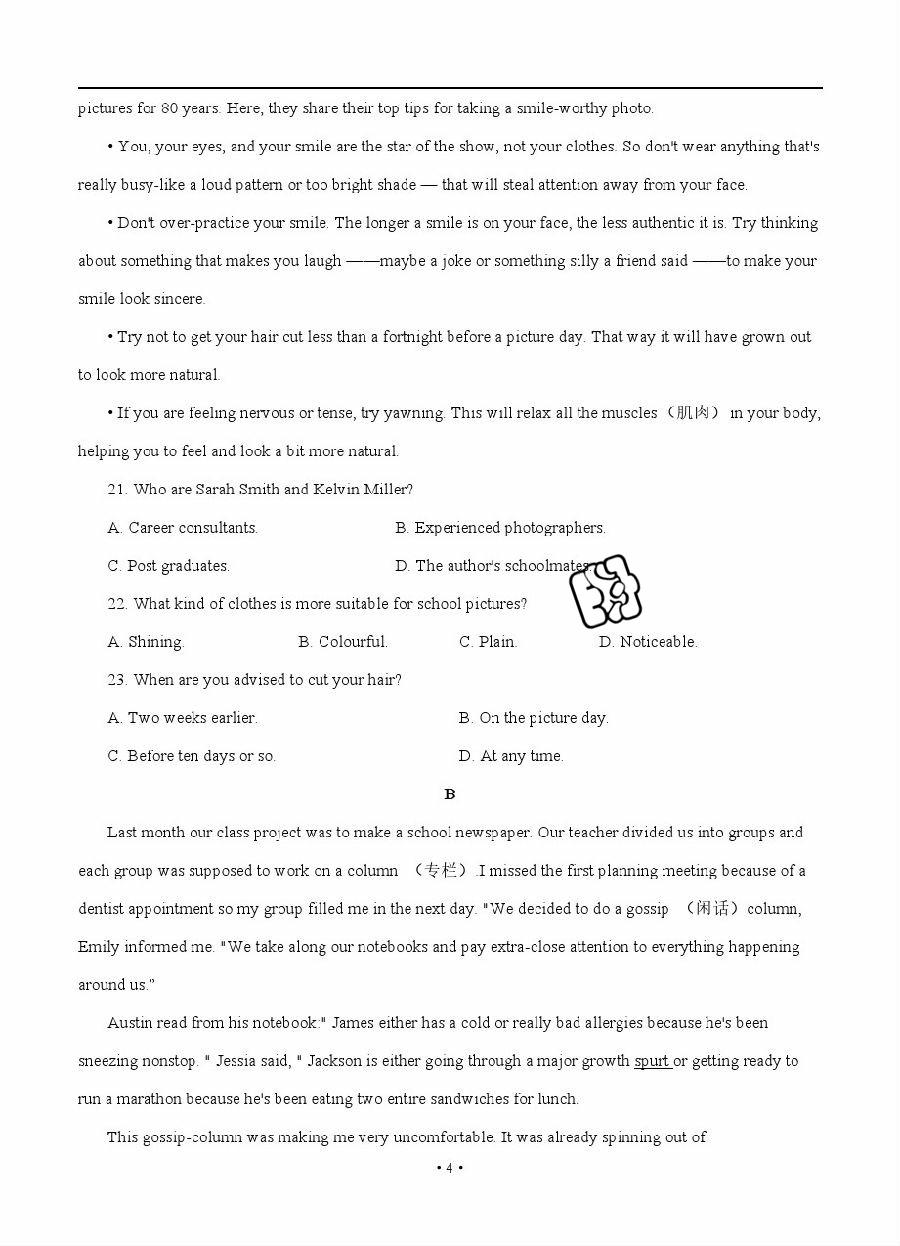 pictures for 80 years. Here, they share their top tips for taking a smile-worthy photo.
• You, your eyes, and your smile are the star of the show, not your clothes. So don't wear anything that's
really busy-like a loud pattern or too bright shade — that will steal attention away from your face.
• Don't over-practice your smile. The longer a smile is on your face, the less authentic it is. Try thinking
about something that makes you laugh ——maybe a joke or something silly a friend said ——to make your
smile look sincere.
• Try not to get your hair cut less than a fortnight before a picture day. That way it will have grown out
to look more natural.
• If you are feeling nervous or tense, try yawning. This will relax all the muscles（肌肉） in your body,
helping you to feel and look a bit more natural.
21. Who are Sarah Smith and Kelvin Miller?
A. Career consultants. B. Experienced photographers.
C. Post graduates. D. The author's schoolmates.
22. What kind of clothes is more suitable for school pictures?
A. Shining. B. Colourful. C. Plain. D. Noticeable.
23. When are you advised to cut your hair?
A. Two weeks earlier. B. On the picture day.
C. Before ten days or so. D. At any time.
B
Last month our class project was to make a school newspaper. Our teacher divided us into groups and
each group was supposed to work on a column （专栏）.I missed the first planning meeting because of a
dentist appointment so my group filled me in the next day. "We decided to do a gossip （闲话）column,
Emily informed me. "We take along our notebooks and pay extra-close attention to everything happening
around us."
Austin read from his notebook:" James either has a cold or really bad allergies because he's been
sneezing nonstop. " Jessia said, " Jackson is either going through a major growth spurt or getting ready to
run a marathon because he's been eating two entire sandwiches for lunch.
This gossip-column was making me very uncomfortable. It was already spinning out of
• 4 •